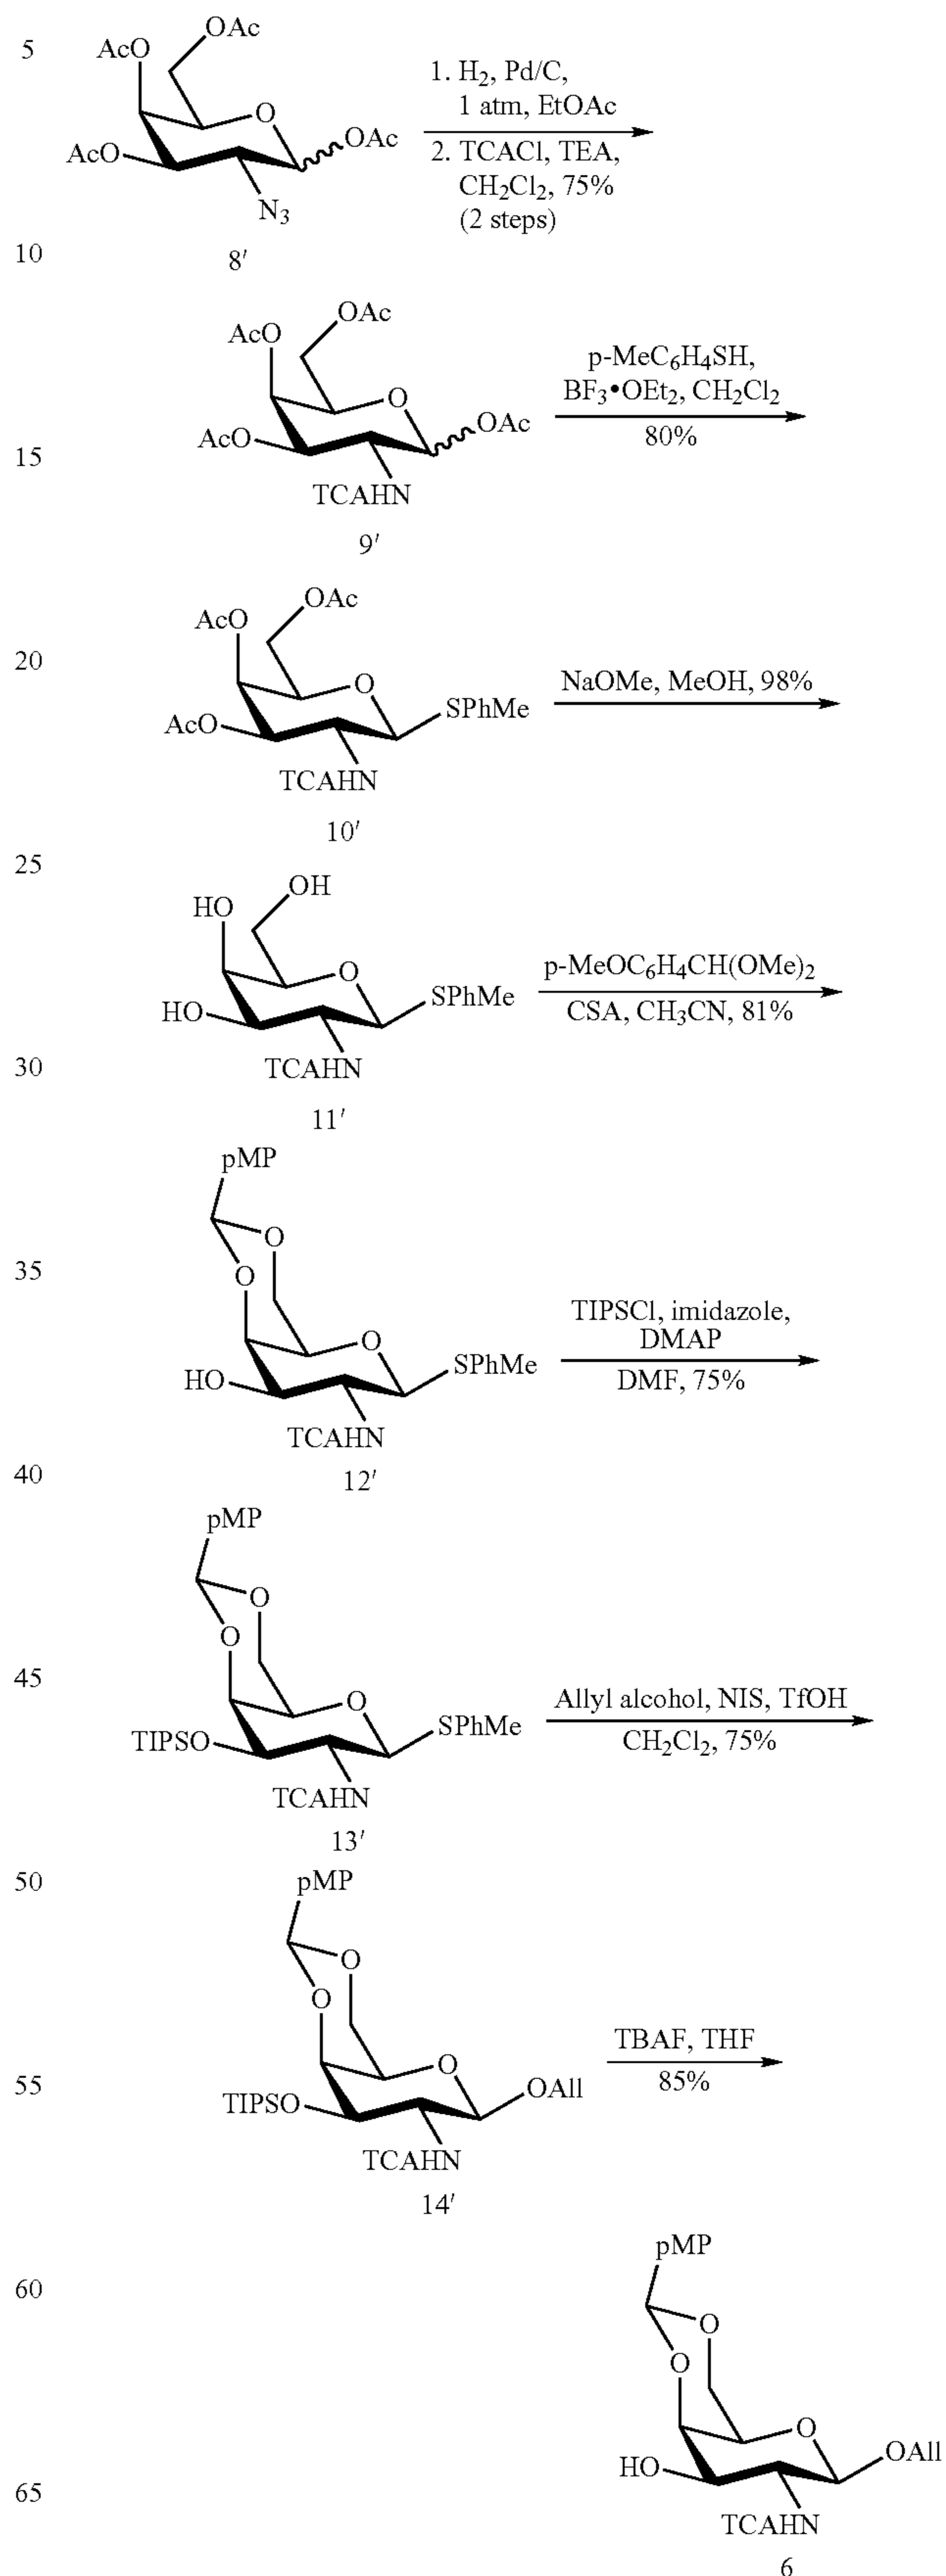 5
OAc
AcO
O
OAc
AcO
N3
8′
1. H2, Pd/C,
1 atm, EtOAc
2. TCACl, TEA,
CH2Cl2, 75%
(2 steps)
10
OAc
AcO
O
OAc
AcO
TCAHN
9′
p-MeC6H4SH,
BF3•OEt2, CH2Cl2
80%
15
OAc
AcO
O
SPhMe
AcO
TCAHN
10′
NaOMe, MeOH, 98%
20
25
OH
HO
O
SPhMe
HO
TCAHN
11′
p-MeOC6H4CH(OMe)2
CSA, CH3CN, 81%
30
pMP
O
O
O
SPhMe
HO
TCAHN
12′
TIPSCl, imidazole,
DMAP
DMF, 75%
35
40
pMP
O
O
O
SPhMe
TIPSO
TCAHN
13′
Allyl alcohol, NIS, TfOH
CH2Cl2, 75%
45
50
pMP
O
O
O
OAll
TIPSO
TCAHN
14′
TBAF, THF
85%
55
60
pMP
O
O
O
OAll
HO
TCAHN
6
65